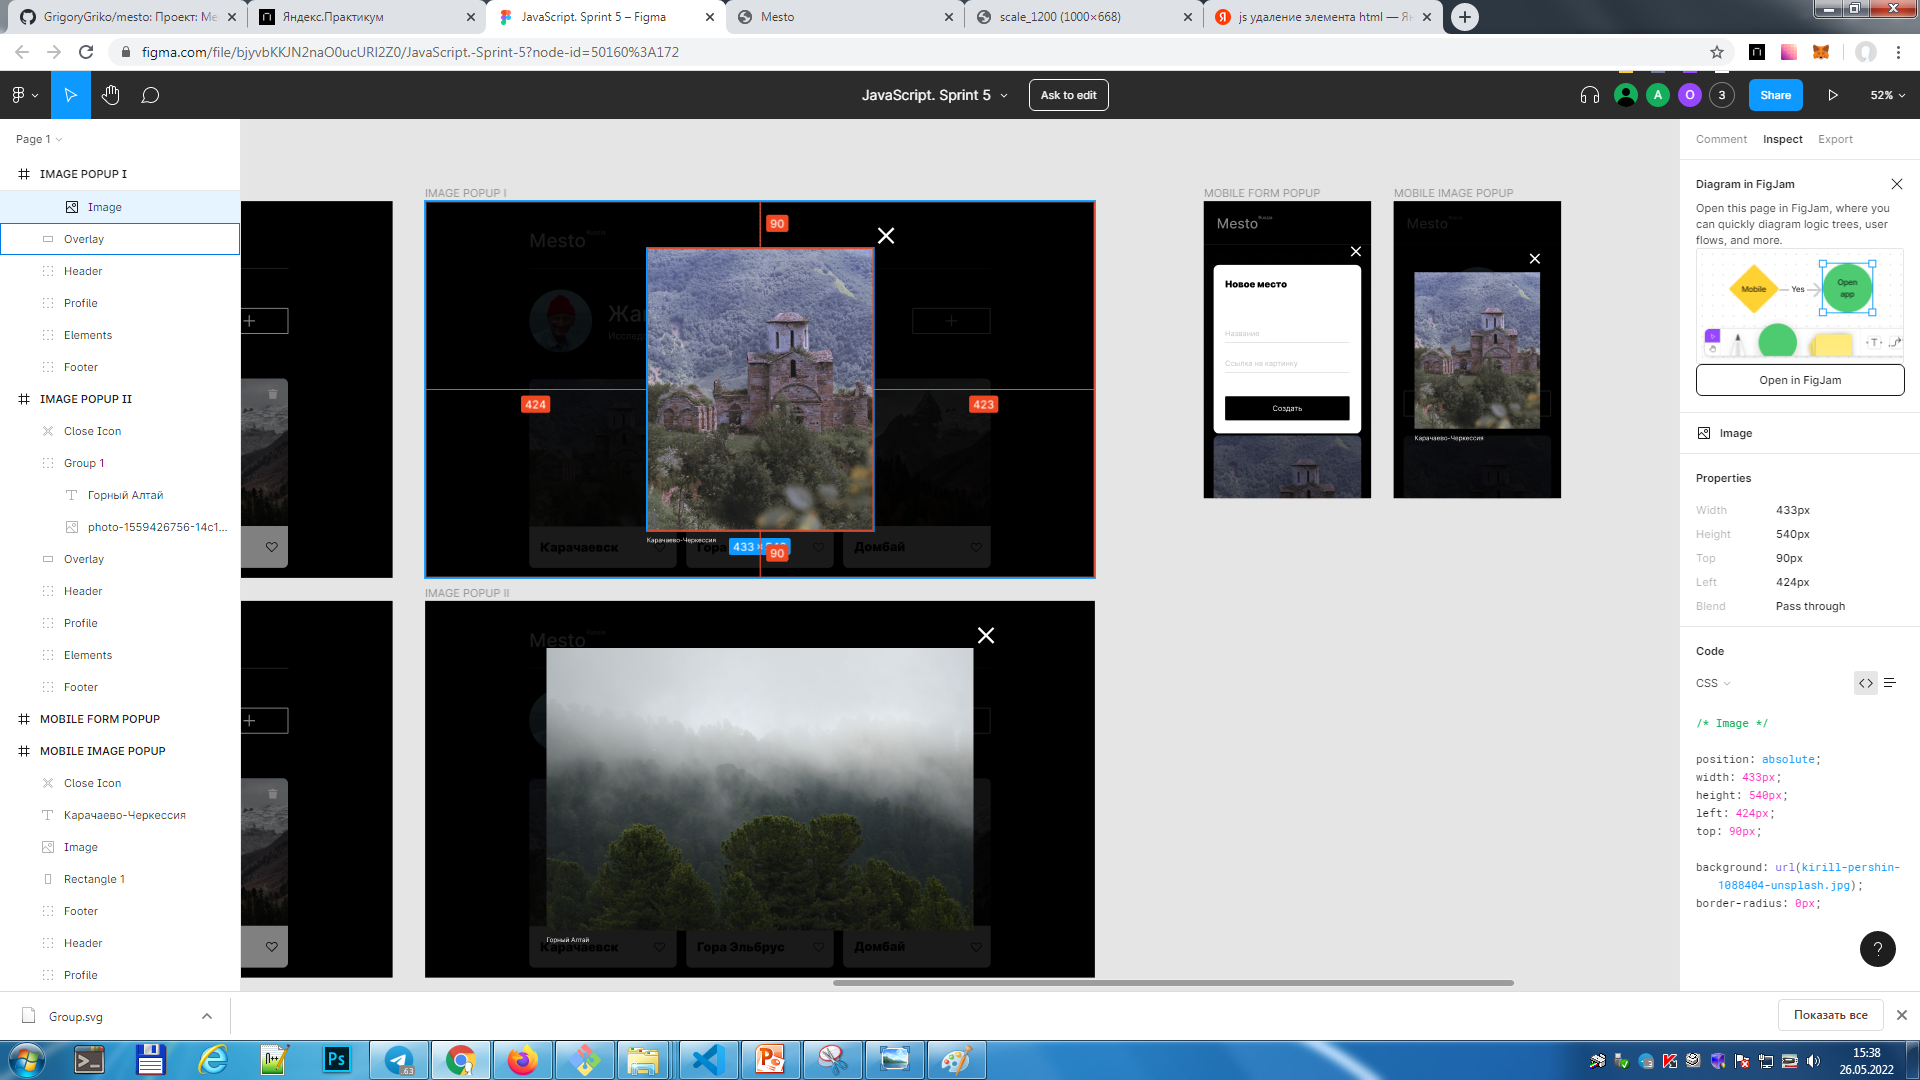 GrigoryGriko/mesto: Проект: Ме
Яндекс.Практикум
JavaScript. Sprint 5 – Figma
Mesto
scale_1200 (1000×668)
js удаление элемента html — Ян
figma.com/file/bjyvbKKJN2naO0ucURI2Z0/JavaScript.-Sprint-5?node-id=50160%3A172
JavaScript. Sprint 5
Ask to edit
A
O
3
Share
52%
Page 1
IMAGE POPUP I
Image
Overlay
Header
Profile
Elements
Footer
IMAGE POPUP II
Close Icon
Group 1
Горный Алтай
photo-1559426756-14c1...
Overlay
Header
Profile
Elements
Footer
MOBILE FORM POPUP
MOBILE IMAGE POPUP
Close Icon
Карачаево-Черкессия
Image
Rectangle 1
Footer
Header
Profile
IMAGE POPUP I
Mesto
90
Жа
Исслед
424
423
Карачаево-Черкессия
433
90
Карачаевск
Гора
Домбай
IMAGE POPUP II
Mesto
Горный Алтай
Карачаевск
Гора Эльбрус
Домбай
MOBILE FORM POPUP
Mesto
Новое место
Название
Ссылка на картинку
Создать
MOBILE IMAGE POPUP
Mesto
Карачаево-Черкессия
Comment
Inspect
Export
Diagram in FigJam
Open this page in FigJam, where you
can quickly diagram logic trees, user
flows, and more.
Mobile
Yes
Open
app
T
Open in FigJam
Image
Properties
Width 433px
Height 540px
Top 90px
Left 424px
Blend Pass through
Code
CSS
/* Image */
position: absolute;
width: 433px;
height: 540px;
left: 424px;
top: 90px;
background: url(kirill-pershin-
1088404-unsplash.jpg);
border-radius: 0px;
?
Group.svg
Показать все
Ps
.63
15:38
26.05.2022